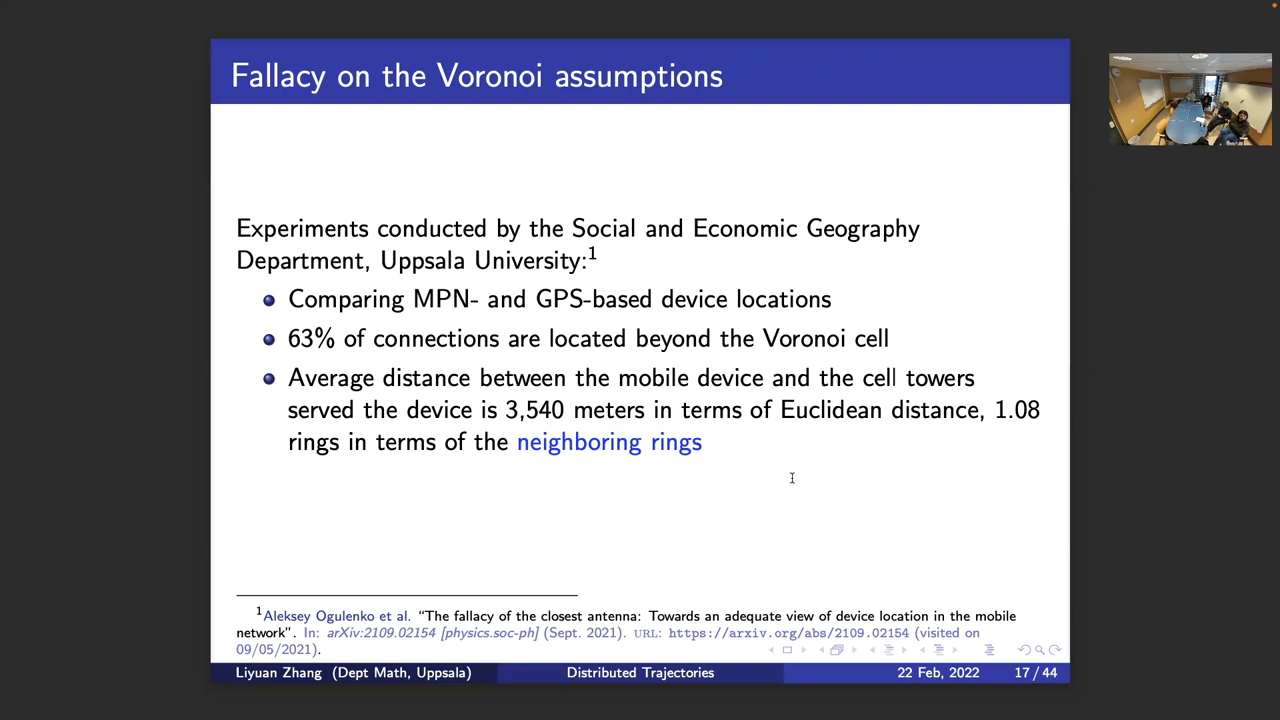 Fallacy on the Voronoi assumptions
Experiments conducted by the Social and Economic Geography
Department, Uppsala University:1
Comparing MPN- and GPS-based device locations
63% of connections are located beyond the Voronoi cell
Average distance between the mobile device and the cell towers
served the device is 3,540 meters in terms of Euclidean distance, 1.08
rings in terms of the neighboring rings
1Aleksey Ogulenko et al. “The fallacy of the closest antenna: Towards an adequate view of device location in the mobile
network”. In: arXiv:2109.02154 [physics.soc-ph] (Sept. 2021). URL: https://arxiv.org/abs/2109.02154 (visited on
09/05/2021).
Liyuan Zhang (Dept Math, Uppsala) Distributed Trajectories 22 Feb, 2022 17 / 44